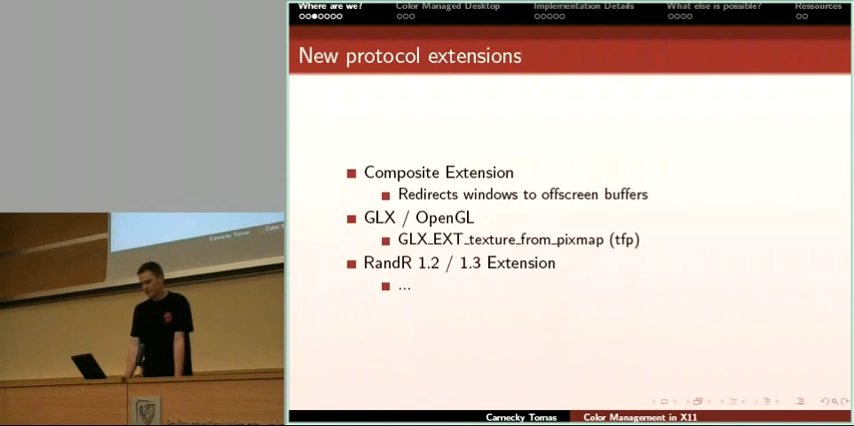 Where are we?
Color Managed Desktop
Implementation Details
What else is possible?
Ressources
New protocol extensions
Composite Extension
Redirects windows to offscreen buffers
GLX / OpenGL
GLX_EXT_texture_from_pixmap (tfp)
RandR 1.2 / 1.3 Extension
...
Carnecky Tomas
Color Management in X11
Carnecky Tomas